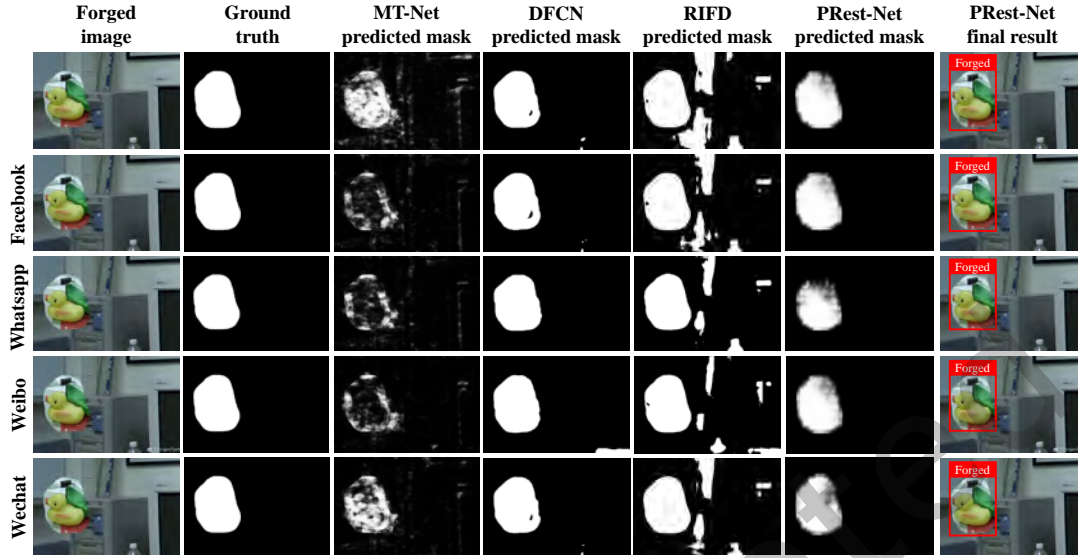 Forged image
Ground truth
MT-Net predicted mask
DFCN predicted mask
RIFD predicted mask
PRest-Net predicted mask
PRest-Net final result
Forged
Facebook
Forged
Whatsapp
Forged
Weibo
Forged
Wechat
Forged